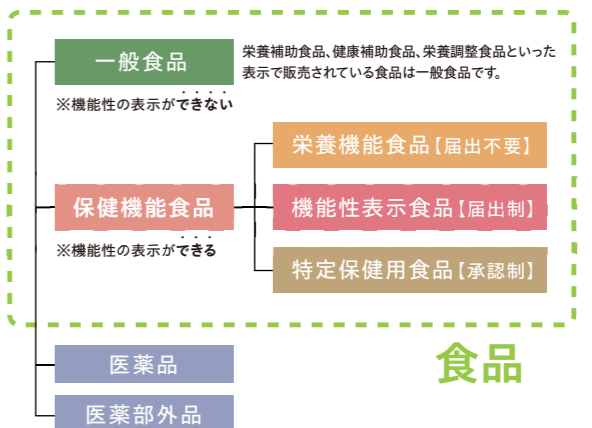 一般食品
栄養補助食品、健康補助食品、栄養調整食品といった
表示で販売されている食品は一般食品です。
※機能性の表示ができない
栄養機能食品【届出不要】
保健機能食品
機能性表示食品【届出制】
※機能性の表示ができる
特定保健用食品【承認制】
食品
医薬品
医薬部外品